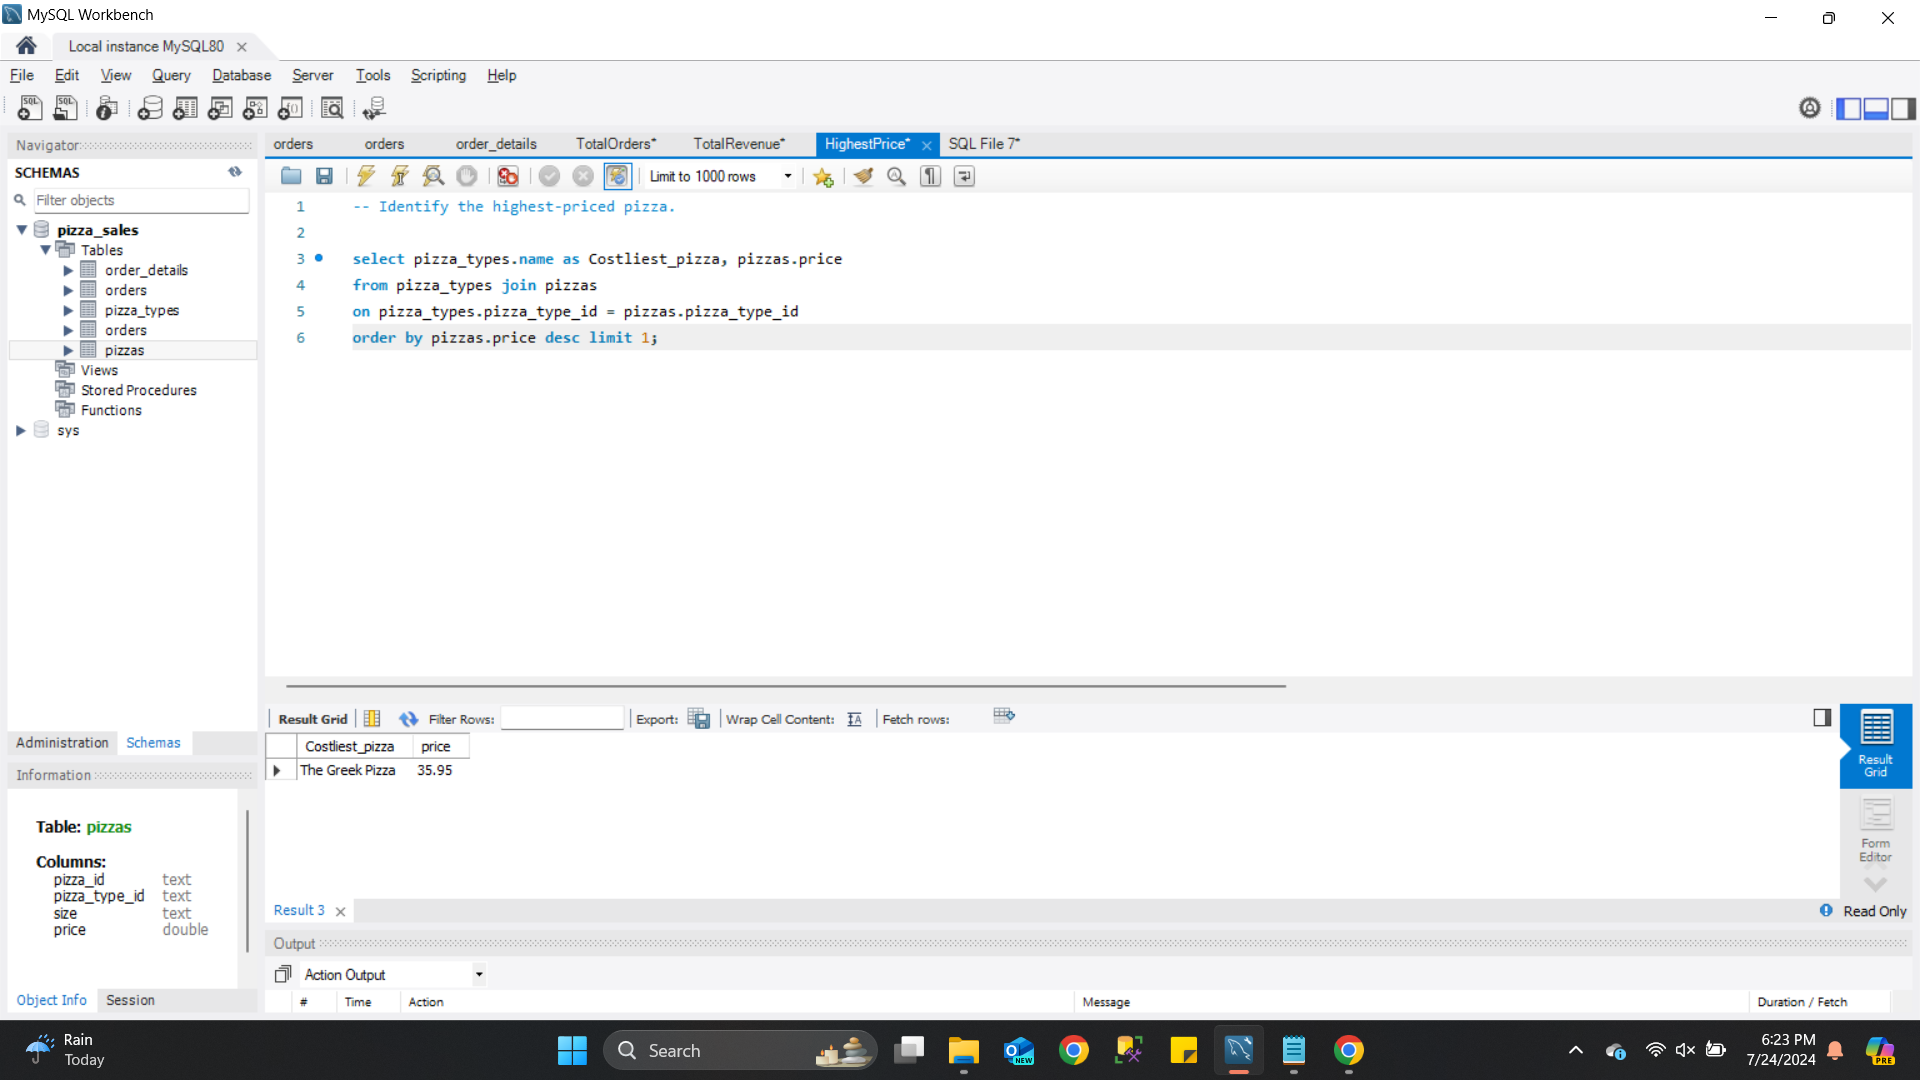 MySQL Workbench
Local instance MySQL80
File Edit View Query Database Server Tools Scripting Help
Navigator
SCHEMAS
Filter objects
pizza_sales
Tables
order_details
orders
pizza_types
orders
pizzas
Views
Stored Procedures
Functions
sys
Administration Schemas
Information
Table: pizzas
Columns:
pizza_id text
pizza_type_id text
size text
price double
Object Info Session
orders orders order_details TotalOrders* TotalRevenue* HighestPrice* SQL File 7*
Limit to 1000 rows
1 -- Identify the highest-priced pizza.
2
3 select pizza_types.name as Costliest_pizza, pizzas.price
4 from pizza_types join pizzas
5 on pizza_types.pizza_type_id = pizzas.pizza_type_id
6 order by pizzas.price desc limit 1;
Result Grid Filter Rows: Export: Wrap Cell Content: Fetch rows:
Costliest_pizza price
The Greek Pizza 35.95
Result Grid
Form Editor
Result 3
Read Only
Output
Action Output
# Time Action Message Duration / Fetch
Rain
Today
Search
NEW
6:23 PM
7/24/2024
PRE